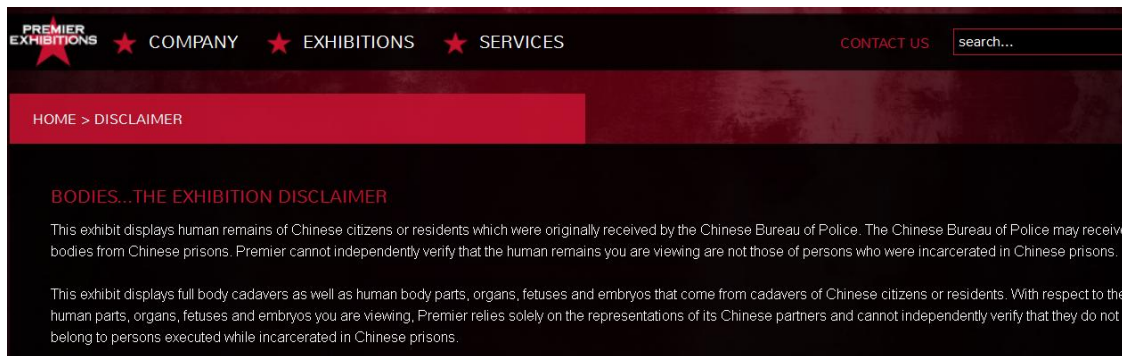 PREMIER
EXHIBITIONS
COMPANY
EXHIBITIONS
SERVICES
CONTACT US
search...
HOME > DISCLAIMER
BODIES...THE EXHIBITION DISCLAIMER
This exhibit displays human remains of Chinese citizens or residents which were originally received by the Chinese Bureau of Police. The Chinese Bureau of Police may receive
bodies from Chinese prisons. Premier cannot independently verify that the human remains you are viewing are not those of persons who were incarcerated in Chinese prisons.
This exhibit displays full body cadavers as well as human body parts, organs, fetuses and embryos that come from cadavers of Chinese citizens or residents. With respect to the
human parts, organs, fetuses and embryos you are viewing, Premier relies solely on the representations of its Chinese partners and cannot independently verify that they do not
belong to persons executed while incarcerated in Chinese prisons.